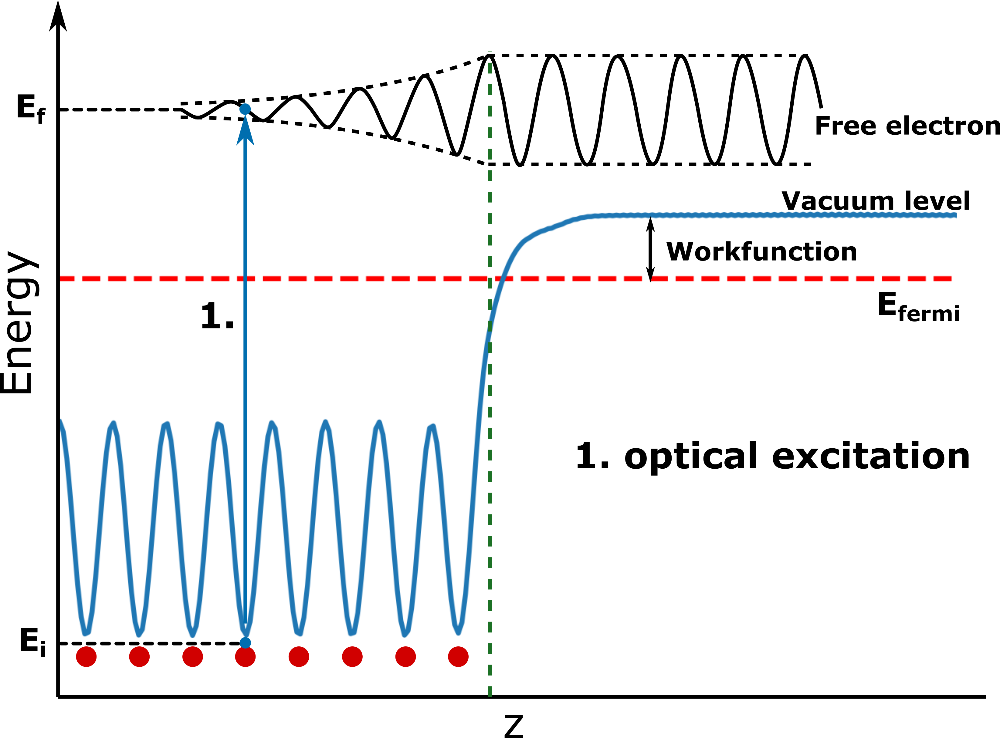 Ef
Free electron
Vacuum level
Workfunction
Efermi
Energy
1.
1. optical excitation
Ei
z